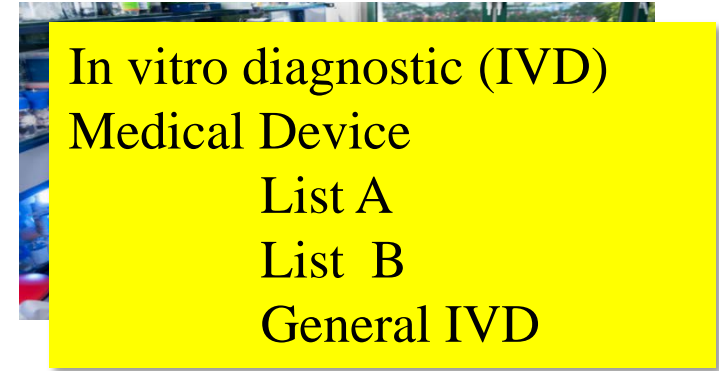 In vitro diagnostic (IVD)
Medical Device
List A
List B
General IVD